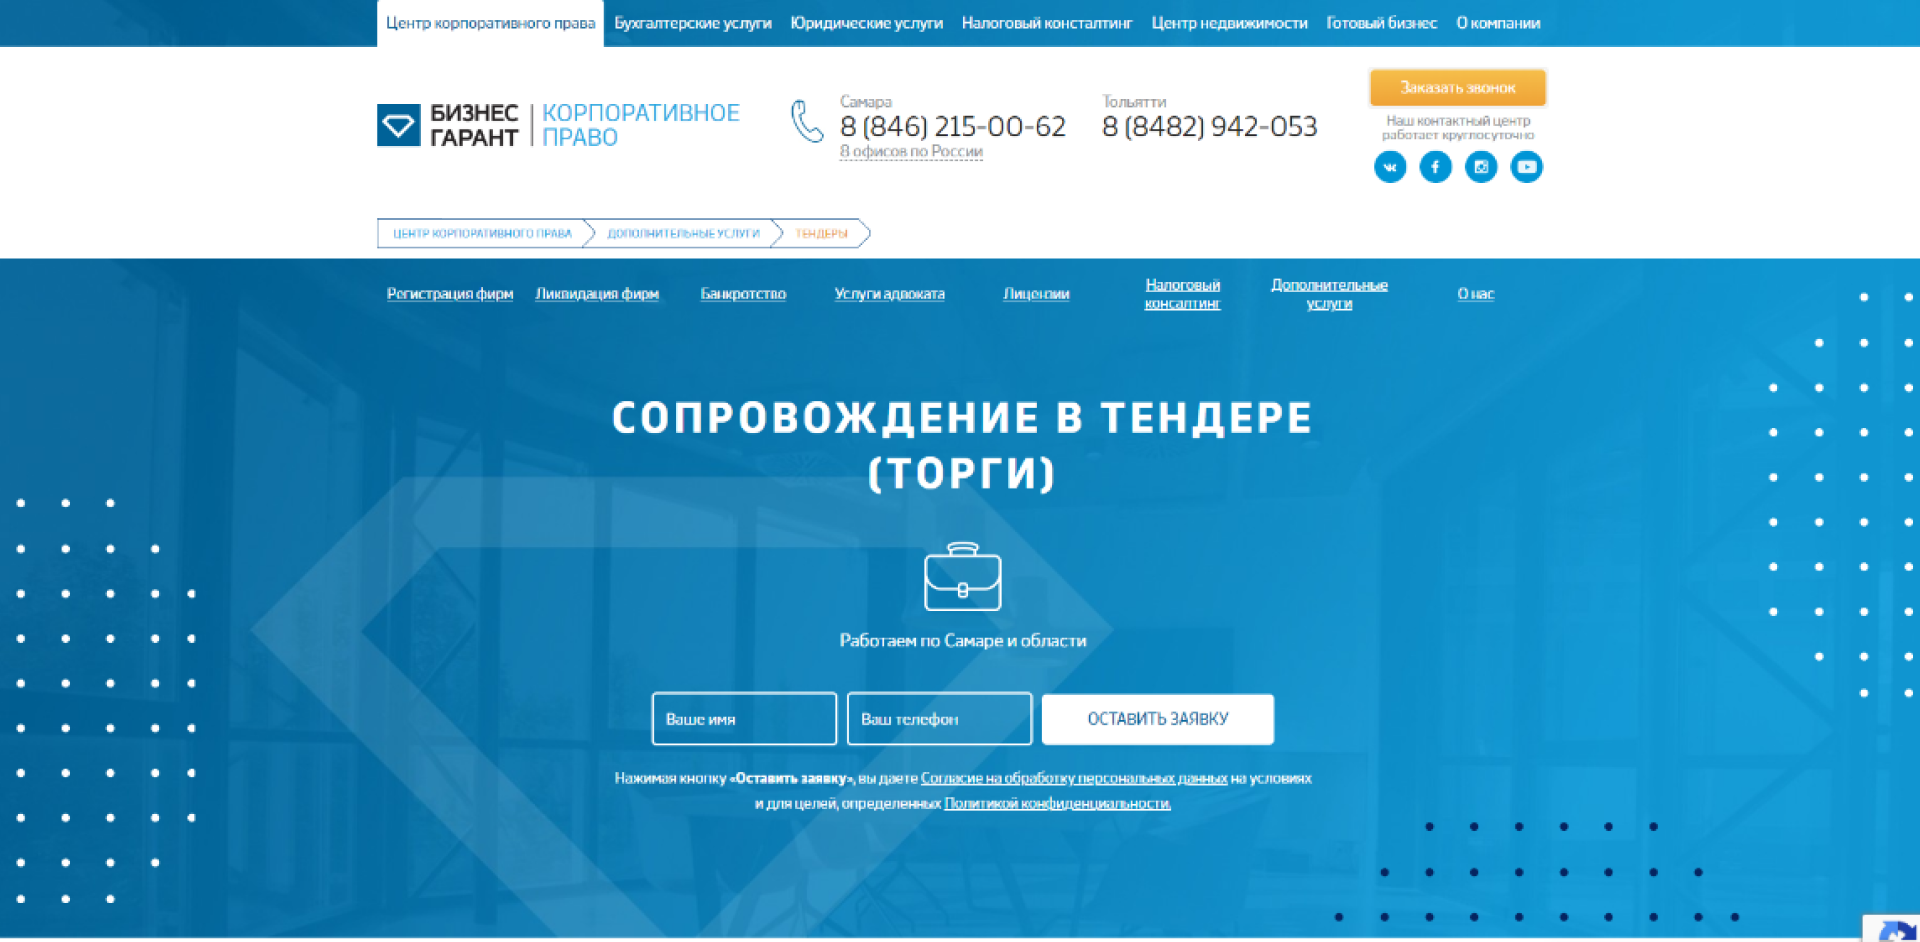 Центр корпоративного права Бухгалтерские услуги Юридические услуги Налоговый консталтинг Центр недвижимости Готовый бизнес О компании
БИЗНЕС ГАРАНТ
КОРПОРАТИВНОЕ ПРАВО
Самара
8 (846) 215-00-62
8 офисов по России
Тольятти
8 (8482) 942-053
Заказать звонок
Наш контактный центр
работает круглосуточно
ЦЕНТР КОРПОРАТИВНОГО ПРАВА ДОПОЛНИТЕЛЬНЫЕ УСЛУГИ ТЕНДЕРЫ
Регистрация фирм Ликвидация фирм Банкротство Услуги адвоката Лицензии Налоговый консалтинг Дополнительные услуги О нас
СОПРОВОЖДЕНИЕ В ТЕНДЕРЕ
(ТОРГИ)
Работаем по Самаре и области
Ваше имя Ваш телефон ОСТАВИТЬ ЗАЯВКУ
Нажимая кнопку «Оставить заявку», вы даете Согласие на обработку персональных данных на условиях
и для целей, определенных Политикой конфиденциальности.